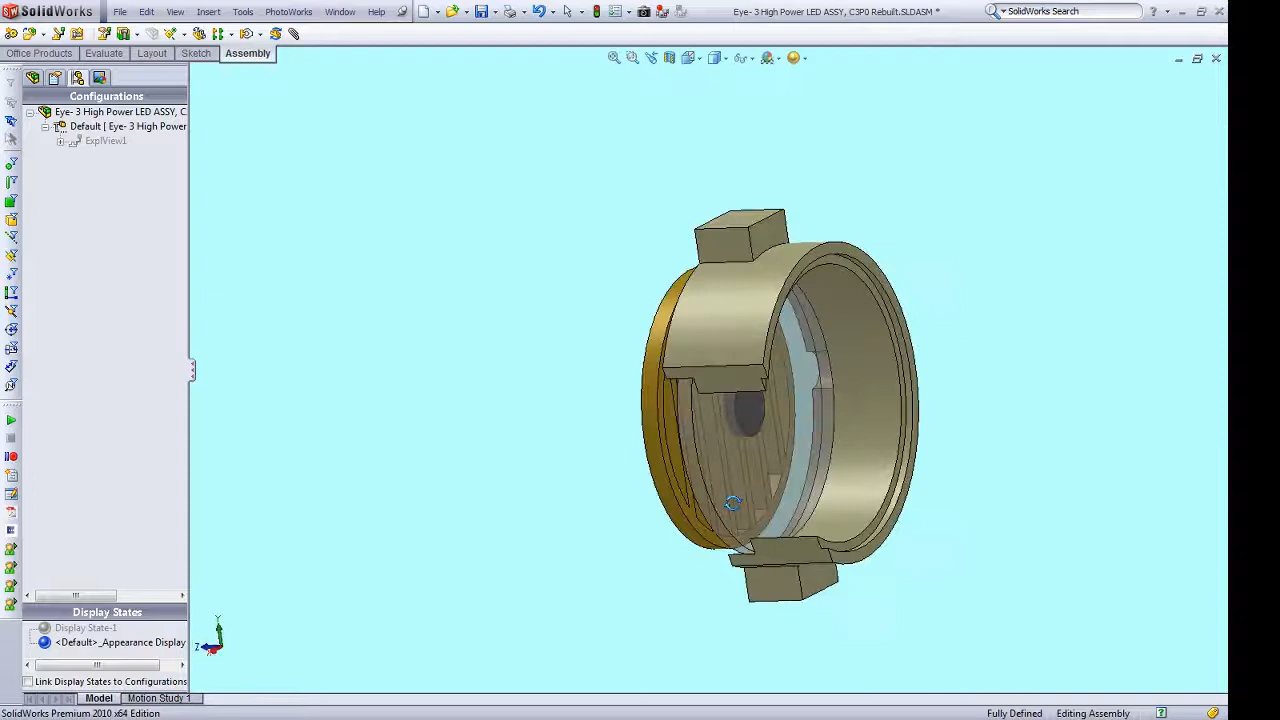 SolidWorks File Edit View Insert Tools PhotoWorks Window Help Eye- 3 High Power LED ASSY, C3P0 Rebuilt.SLDASM * SolidWorks Search
Office Products Evaluate Layout Sketch Assembly
Configurations
Eye- 3 High Power LED ASSY, C
Default [ Eye- 3 High Power
ExplView1
Y
Z
Display States
Display State-1
<Default>_Appearance Display
Link Display States to Configurations
Model Motion Study 1
SolidWorks Premium 2010 x64 Edition Fully Defined Editing Assembly